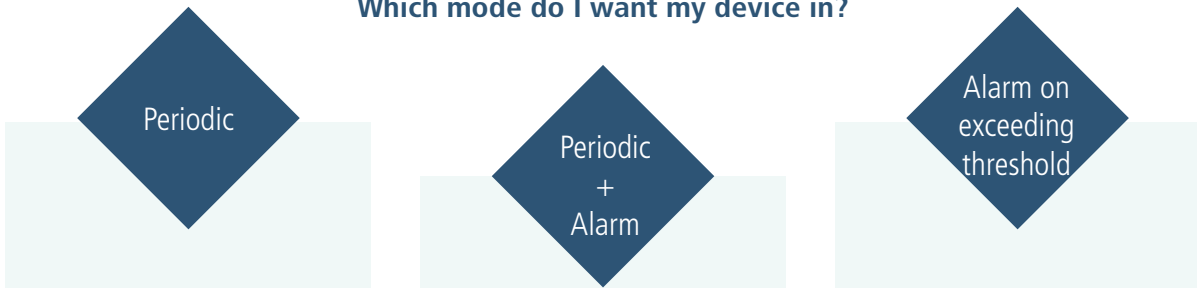 Which mode do I want my device in?
Periodic
Periodic
+
Alarm
Alarm on
exceeding
threshold